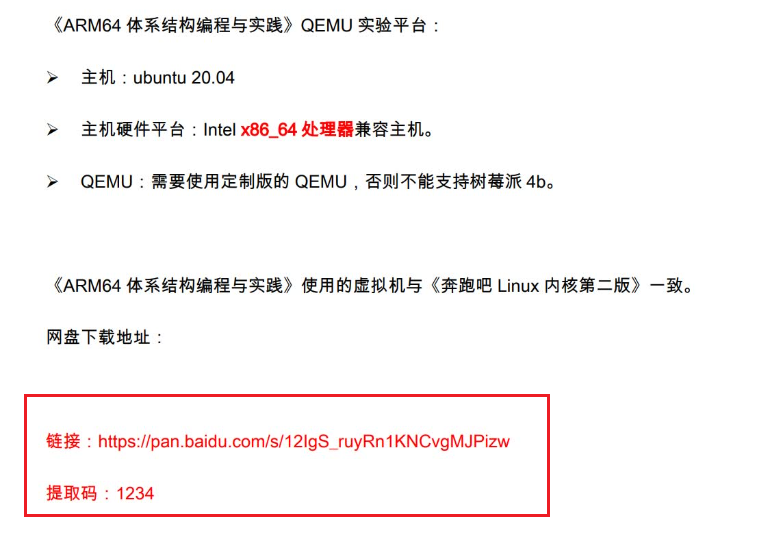 《ARM64 体系结构编程与实践》QEMU 实验平台：
➢ 主机：ubuntu 20.04
➢ 主机硬件平台：Intel x86_64 处理器兼容主机。
➢ QEMU：需要使用定制版的 QEMU，否则不能支持树莓派 4b。
《ARM64 体系结构编程与实践》使用的虚拟机与《奔跑吧 Linux 内核第二版》一致。
网盘下载地址：
链接：https://pan.baidu.com/s/12IgS_ruyRn1KNCvgMJPizw
提取码：1234